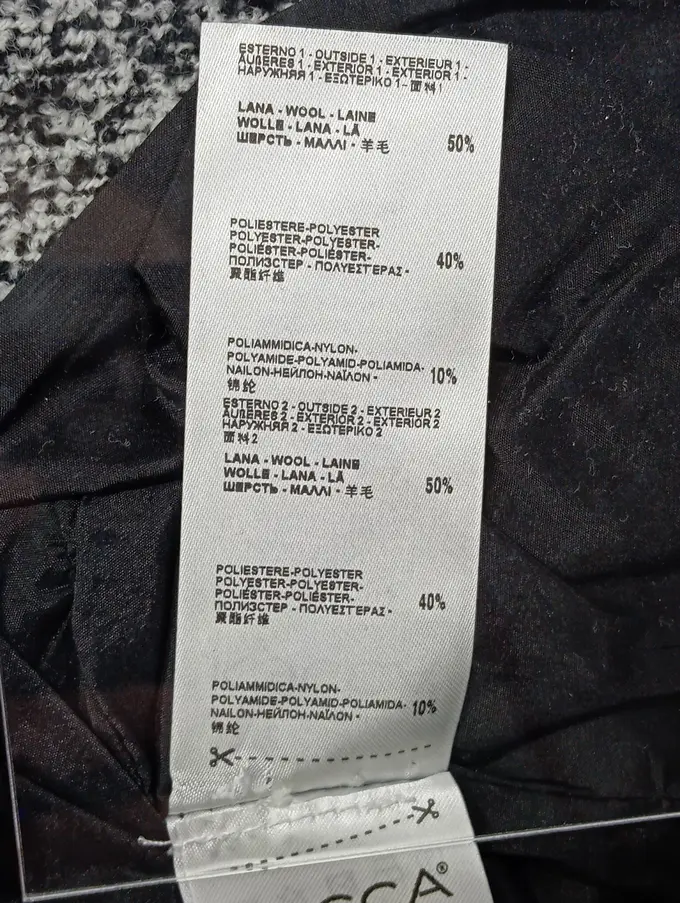 ESTERNO 1 - OUTSIDE 1 - EXTERIEUR 1 -
ÄUßERES 1 - EXTERIOR 1 - EXTERIOR 1 -
НАРУЖНЯЯ 1 - ΕΞΩΤΕΡΙΚΟ 1 - 面料1
LANA - WOOL - LAINE
WOLLE - LANA - LÃ
ШЕРСТЬ - ΜΑΛΛΙ - 羊毛 50%
POLIESTERE-POLYESTER
POLYESTER-POLYESTER-
POLIÉSTER-POLIÉSTER-
ПОЛИЭСТЕР - ΠΟΛΥΕΣΤΕΡΑΣ - 40%
聚酯纤维
POLIAMMIDICA-NYLON-
POLYAMIDE-POLYAMID-POLIAMIDA-
NAILON-НЕЙЛОН-ΝΑΪΛΟΝ - 10%
锦纶
ESTERNO 2 - OUTSIDE 2 - EXTERIEUR 2
ÄUßERES 2 - EXTERIOR 2 - EXTERIOR 2
НАРУЖНЯЯ 2 - ΕΞΩΤΕΡΙΚΟ 2
面料2
LANA - WOOL - LAINE
WOLLE - LANA - LÃ
ШЕРСТЬ - ΜΑΛΛΙ - 羊毛 50%
POLIESTERE-POLYESTER
POLYESTER-POLYESTER-
POLIÉSTER-POLIÉSTER-
ПОЛИЭСТЕР - ΠΟΛΥΕΣΤΕΡΑΣ - 40%
聚酯纤维
POLIAMMIDICA-NYLON-
POLYAMIDE-POLYAMID-POLIAMIDA-
NAILON-НЕЙЛОН-ΝΑΪΛΟΝ - 10%
锦纶